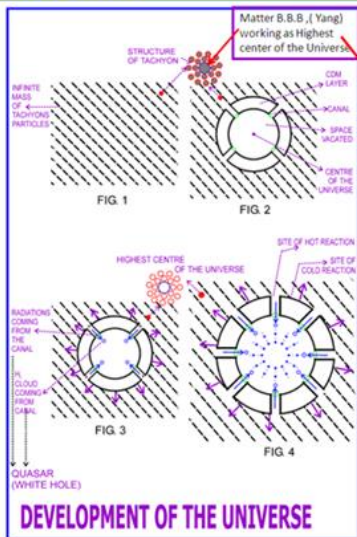 Matter B.B.B ,( Yang)
working as Highest
center of the Universe
STRUCTURE
OF TACHYON
INFINITE
MASS
OF
TACHYONS
PARTICLES
CDM
LAYER
CANAL
SPACE
VACATED
CENTRE
OF THE
UNIVERSE
FIG. 1
FIG. 2
SITE OF HOT REACTION
SITE OF
COLD REACTION
HIGHEST CENTRE
OF THE UNIVERSE
RADIATIONS
COMING
FROM
THE
CANAL
H₂
CLOUD
COMING
FROM
CANAL
FIG. 3
FIG. 4
QUASAR
(WHITE HOLE)
DEVELOPMENT OF THE UNIVERSE